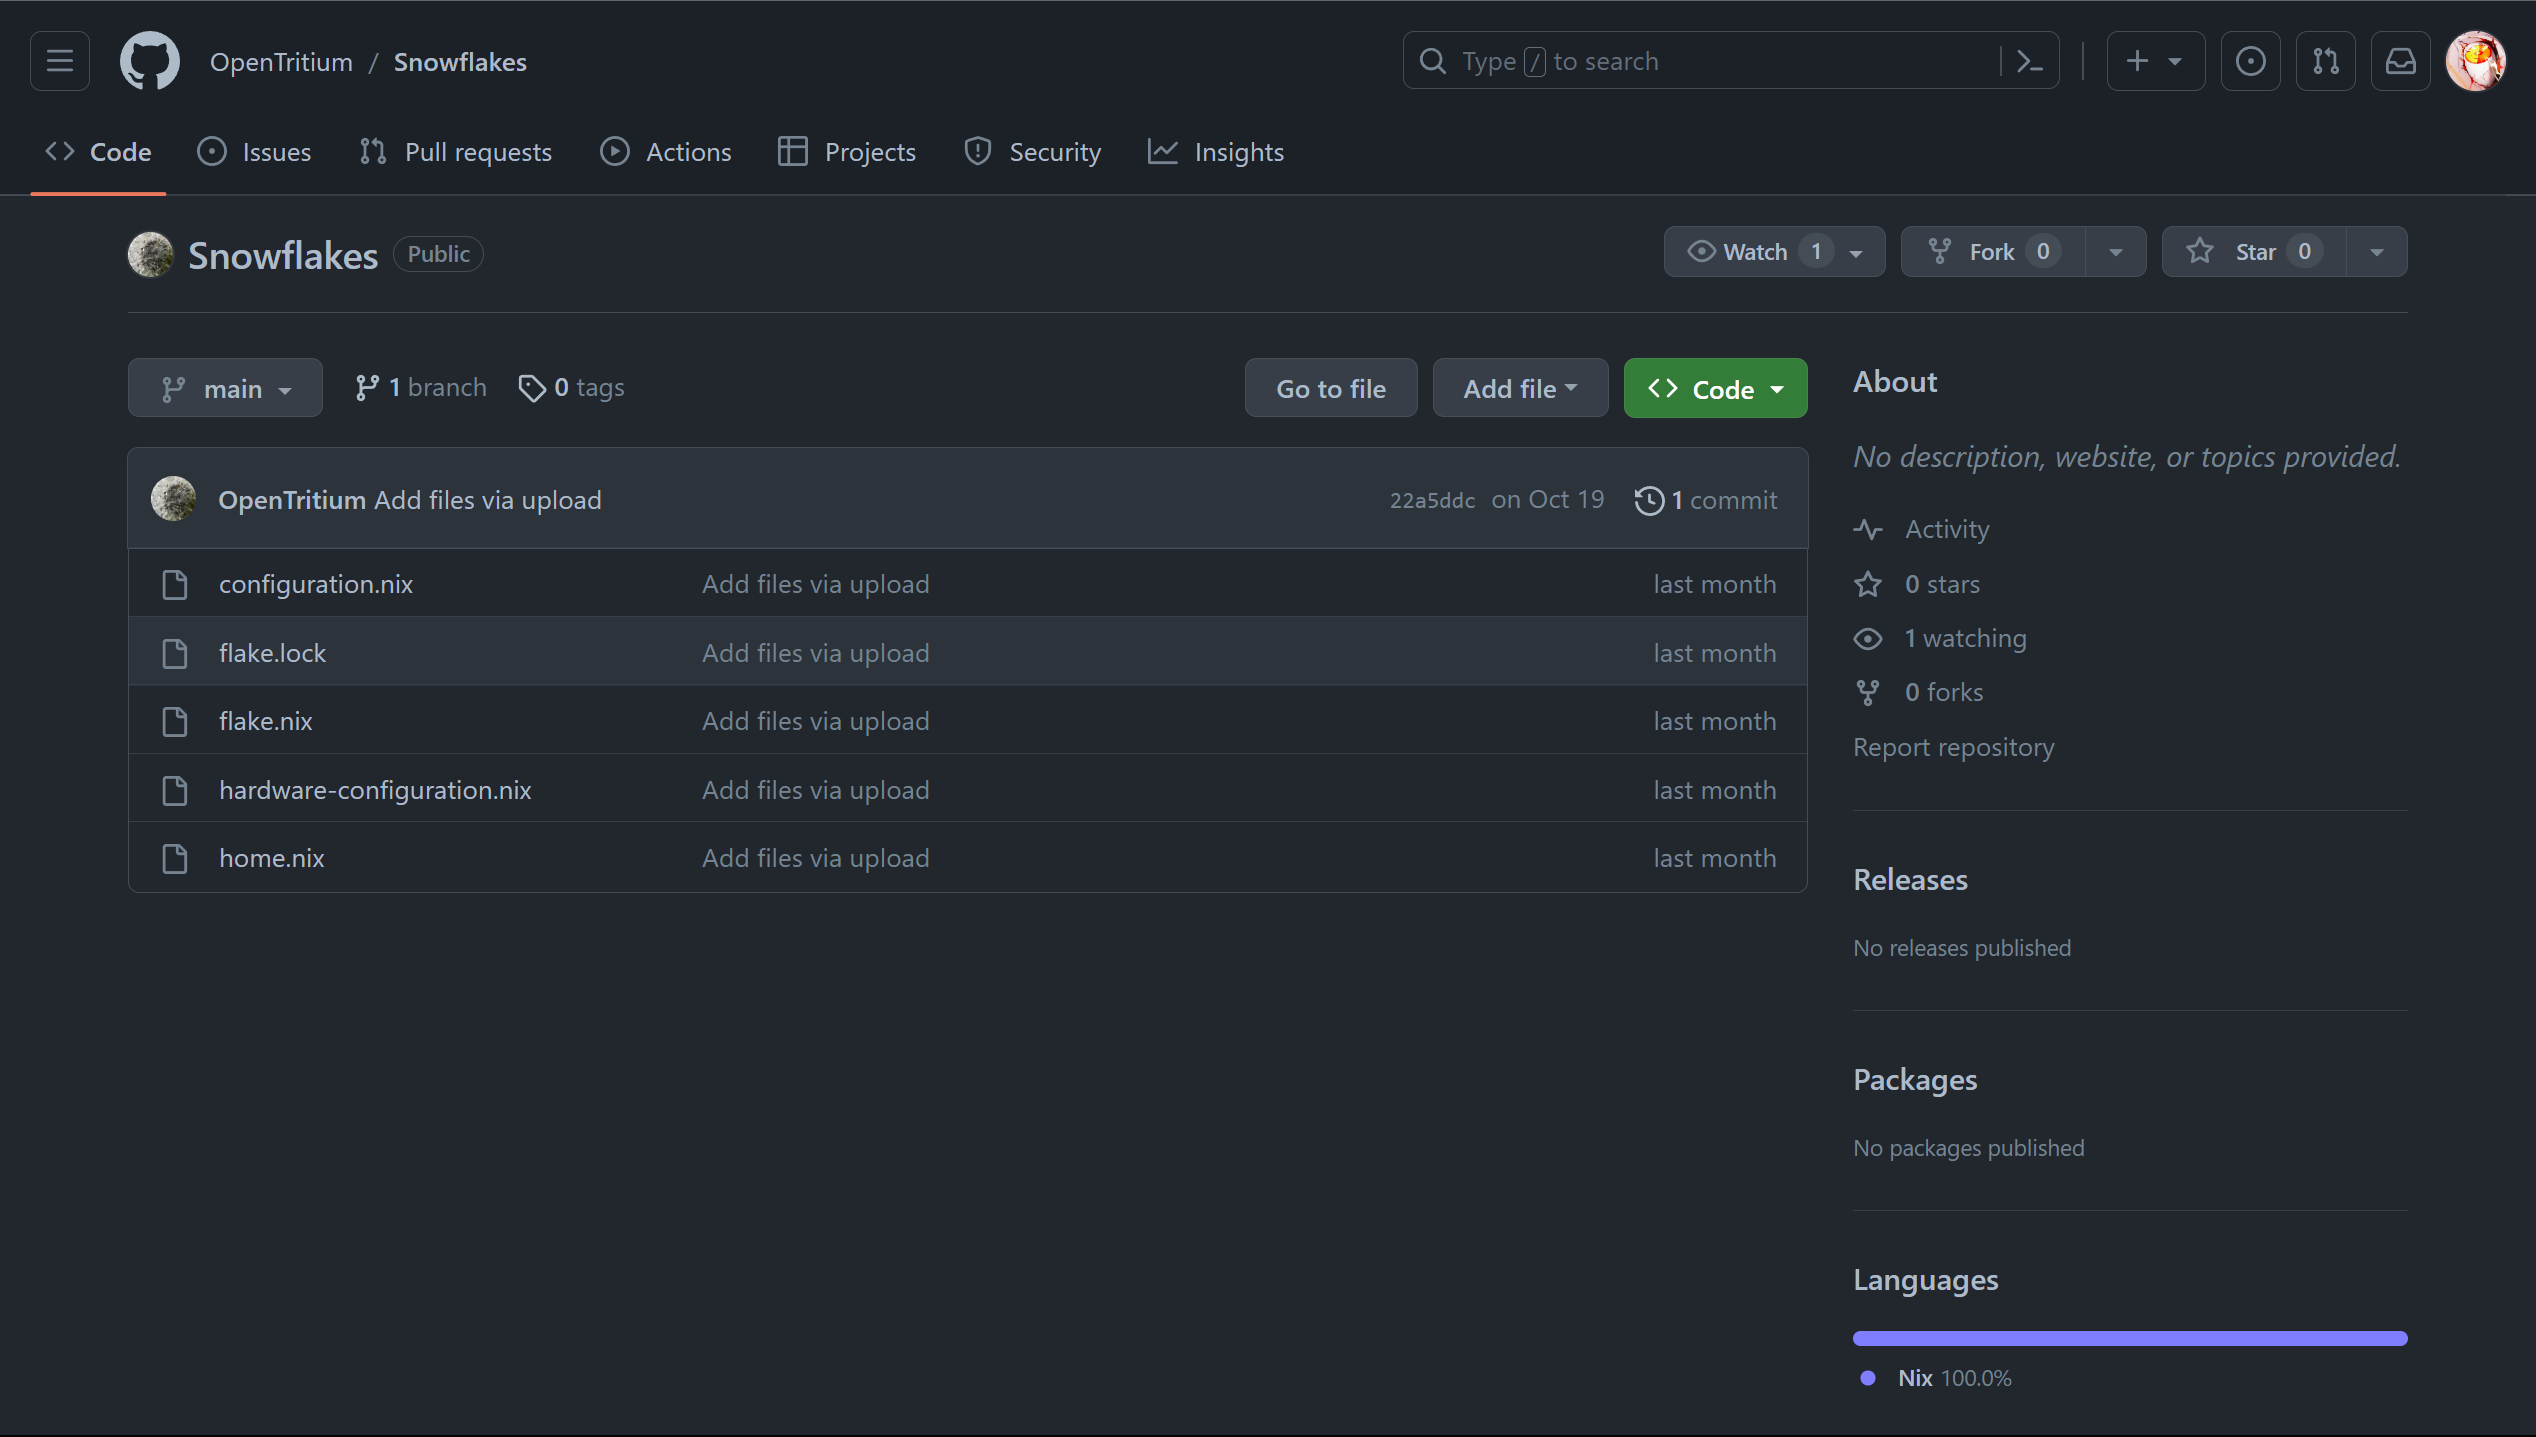 OpenTritium / Snowflakes
Type / to search
Code Issues Pull requests Actions Projects Security Insights
Snowflakes Public
Watch 1 Fork 0 Star 0
main 1 branch 0 tags Go to file Add file Code
OpenTritium Add files via upload 22a5ddc on Oct 19 1 commit
configuration.nix Add files via upload last month
flake.lock Add files via upload last month
flake.nix Add files via upload last month
hardware-configuration.nix Add files via upload last month
home.nix Add files via upload last month
About
No description, website, or topics provided.
Activity
0 stars
1 watching
0 forks
Report repository
Releases
No releases published
Packages
No packages published
Languages
Nix 100.0%